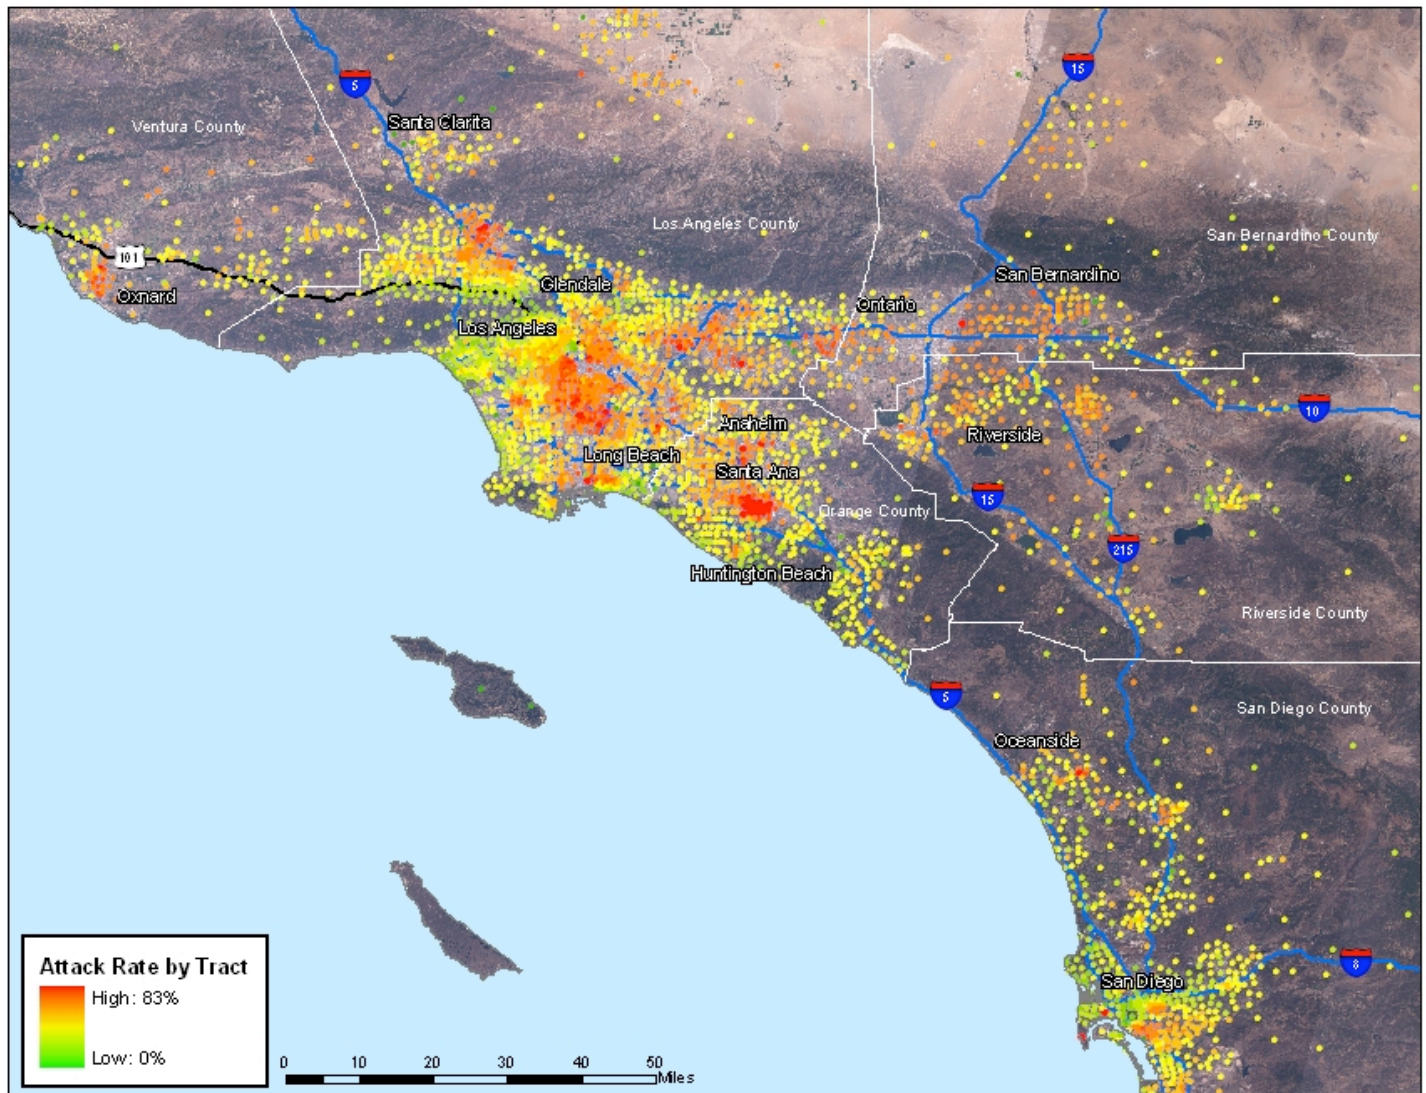 15
5
Santa Clarita
Ventura County
Los Angeles County
San Bernardino County
101
Oxnard
Glendale
San Bernardino
Ontario
Los Angeles
10
Anaheim
Riverside
Long Beach
Santa Ana
15
Orange County
215
Huntington Beach
Riverside County
5
San Diego County
Oceanside
8
San Diego
Attack Rate by Tract
High: 83%
Low: 0%
0 10 20 30 40 50
Miles